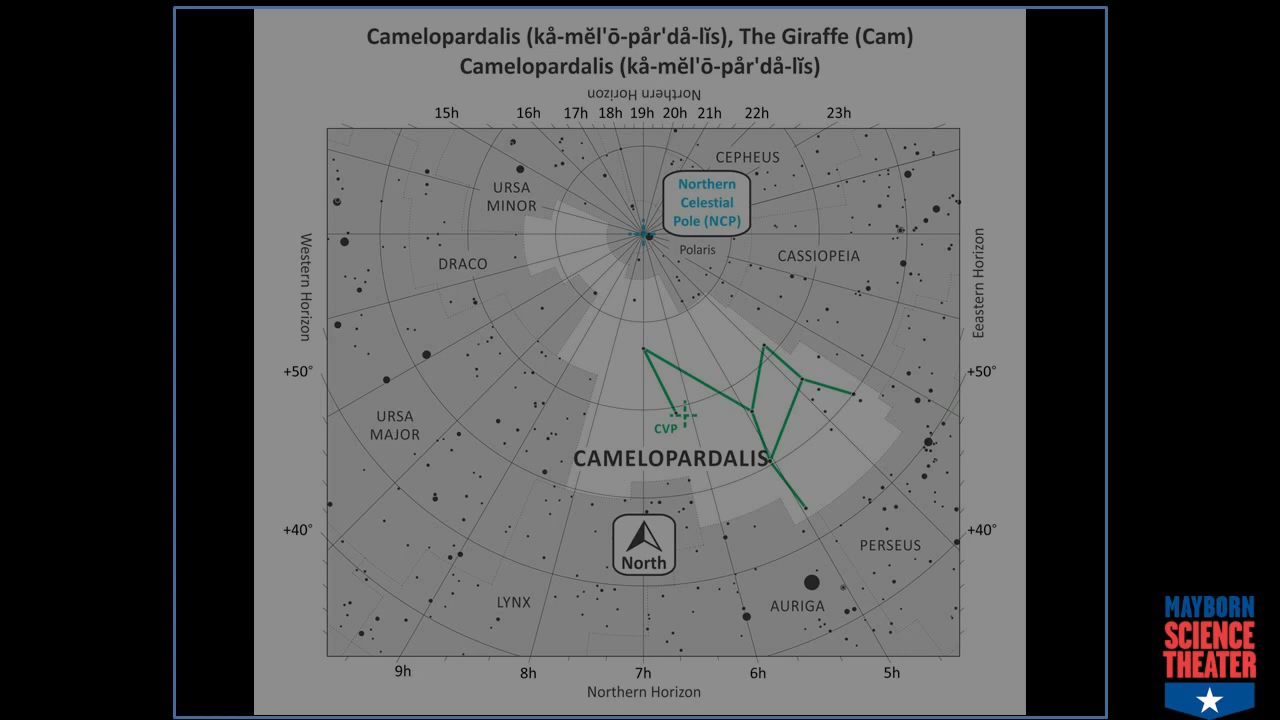 Camelopardalis (kå-mĕl'ō-pår'då-lĭs), The Giraffe (Cam)
Camelopardalis (kå-mĕl'ō-pår'då-lĭs)
Northern Horizon
15h 16h 17h 18h 19h 20h 21h 22h 23h
CEPHEUS
URSA
MINOR
Northern
Celestial
Pole (NCP)
Polaris
DRACO
CASSIOPEIA
Western Horizon
Eeastern Horizon
+50°
+50°
URSA
MAJOR
CVP
CAMELOPARDALIS
+40°
+40°
North
PERSEUS
LYNX
AURIGA
9h 8h 7h 6h 5h
Northern Horizon
MAYBORN
SCIENCE
THEATER